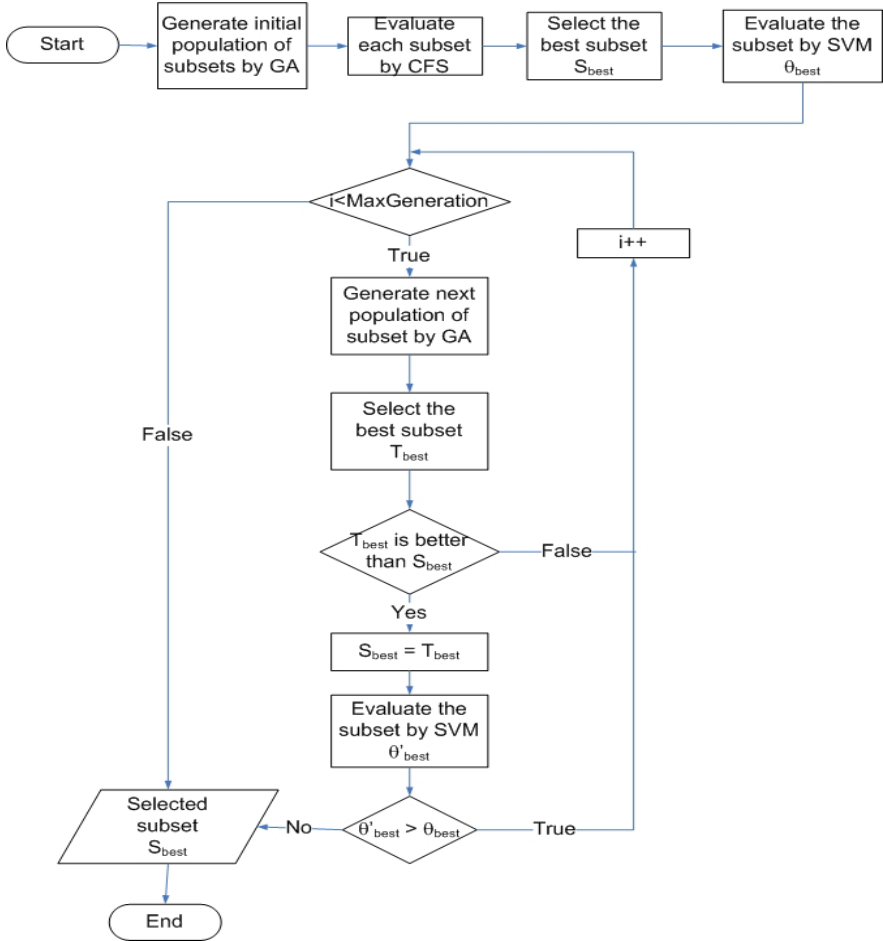 Start
Generate initial
population of
subsets by GA
Evaluate
each subset
by CFS
Select the
best subset
Sbest
Evaluate the
subset by SVM
θbest
i<MaxGeneration
i++
True
Generate next
population of
subset by GA
Select the
best subset
Tbest
False
Tbest is better
than Sbest
False
Yes
Sbest = Tbest
Evaluate the
subset by SVM
θ'best
Selected
subset
Sbest
No
θ'best > θbest
True
End